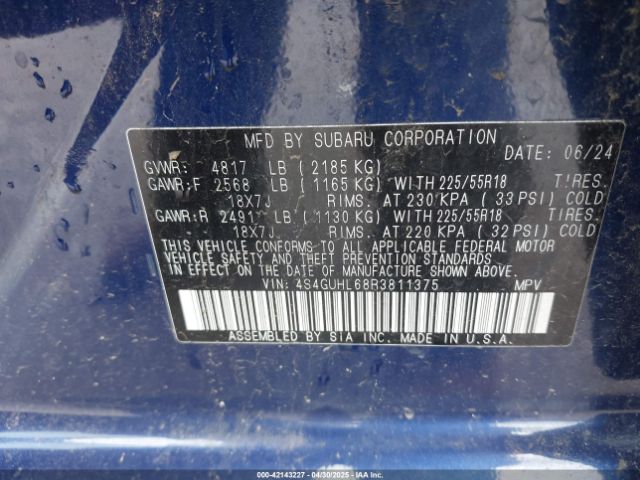 MFD BY SUBARU CORPORATION
GVWR: 4817 LB ( 2185 KG) DATE: 06/24
GAWR:F 2568 LB ( 1165 KG) WITH 225/55R18 TIRES.
18X7J RIMS. AT 230 KPA ( 33 PSI) COLD
GAWR:R 2491 LB ( 1130 KG) WITH 225/55R18 TIRES.
18X7J RIMS. AT 220 KPA ( 32 PSI) COLD
THIS VEHICLE CONFORMS TO ALL APPLICABLE FEDERAL MOTOR
VEHICLE SAFETY AND THEFT PREVENTION STANDARDS
IN EFFECT ON THE DATE OF MANUFACTURE SHOWN ABOVE.
VIN: 4S4GUHL68R3811375 MPV
ASSEMBLED BY SIA INC. MADE IN U.S.A.
000-42143227 - 04/30/2025 - IAAI.COM